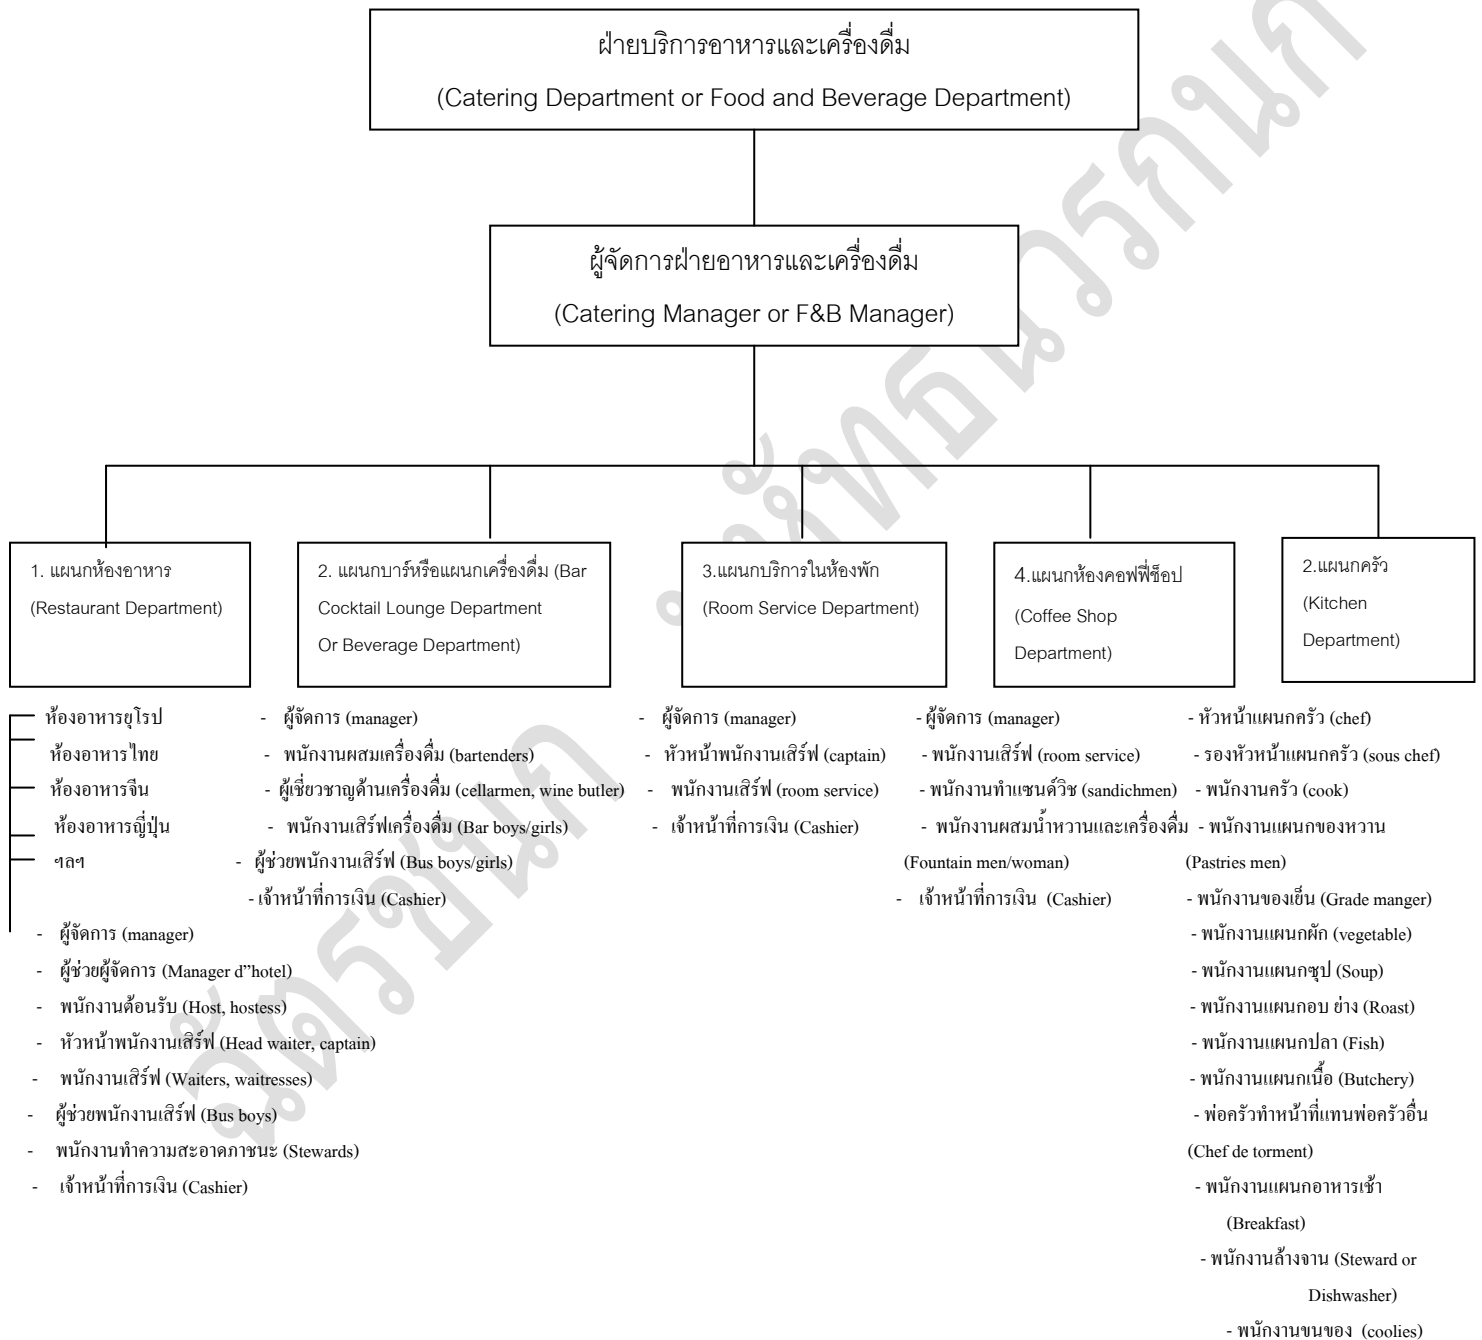 ฝ่ายบริการอาหารและเครื่องดื่ม
(Catering Department or Food and Beverage Department)
ผู้จัดการฝ่ายอาหารและเครื่องดื่ม
(Catering Manager or F&B Manager)
1. แผนกห้องอาหาร
(Restaurant Department)
2. แผนกบาร์หรือแผนกเครื่องดื่ม (Bar
Cocktail Lounge Department
Or Beverage Department)
3.แผนกบริการในห้องพัก
(Room Service Department)
4.แผนกห้องคอฟฟี่ช็อป
(Coffee Shop
Department)
2.แผนกครัว
(Kitchen
Department)
ห้องอาหารยุโรป
ห้องอาหารไทย
ห้องอาหารจีน
ห้องอาหารญี่ปุ่น
ฯลฯ
- ผู้จัดการ (manager)
- ผู้ช่วยผู้จัดการ (Manager d”hotel)
- พนักงานต้อนรับ (Host, hostess)
- หัวหน้าพนักงานเสิร์ฟ (Head waiter, captain)
- พนักงานเสิร์ฟ (Waiters, waitresses)
- ผู้ช่วยพนักงานเสิร์ฟ (Bus boys)
- พนักงานทำความสะอาดภาชนะ (Stewards)
- เจ้าหน้าที่การเงิน (Cashier)
- ผู้จัดการ (manager)
- พนักงานผสมเครื่องดื่ม (bartenders)
- ผู้เชี่ยวชาญด้านเครื่องดื่ม (cellarmen, wine butler)
- พนักงานเสิร์ฟเครื่องดื่ม (Bar boys/girls)
- ผู้ช่วยพนักงานเสิร์ฟ (Bus boys/girls)
- เจ้าหน้าที่การเงิน (Cashier)
- ผู้จัดการ (manager)
- หัวหน้าพนักงานเสิร์ฟ (captain)
- พนักงานเสิร์ฟ (room service)
- เจ้าหน้าที่การเงิน (Cashier)
- ผู้จัดการ (manager)
- พนักงานเสิร์ฟ (room service)
- พนักงานทำแซนด์วิช (sandichmen)
- พนักงานผสมน้ำหวานและเครื่องดื่ม
(Fountain men/woman)
- เจ้าหน้าที่การเงิน (Cashier)
- หัวหน้าแผนกครัว (chef)
- รองหัวหน้าแผนกครัว (sous chef)
- พนักงานครัว (cook)
- พนักงานแผนกของหวาน
(Pastries men)
- พนักงานของเย็น (Grade manger)
- พนักงานแผนกผัก (vegetable)
- พนักงานแผนกซุป (Soup)
- พนักงานแผนกอบ ย่าง (Roast)
- พนักงานแผนกปลา (Fish)
- พนักงานแผนกเนื้อ (Butchery)
- พ่อครัวทำหน้าที่แทนพ่อครัวอื่น
(Chef de torment)
- พนักงานแผนกอาหารเช้า
(Breakfast)
- พนักงานล้างจาน (Steward or
Dishwasher)
- พนักงานขนของ (coolies)
ฉัตรชนก